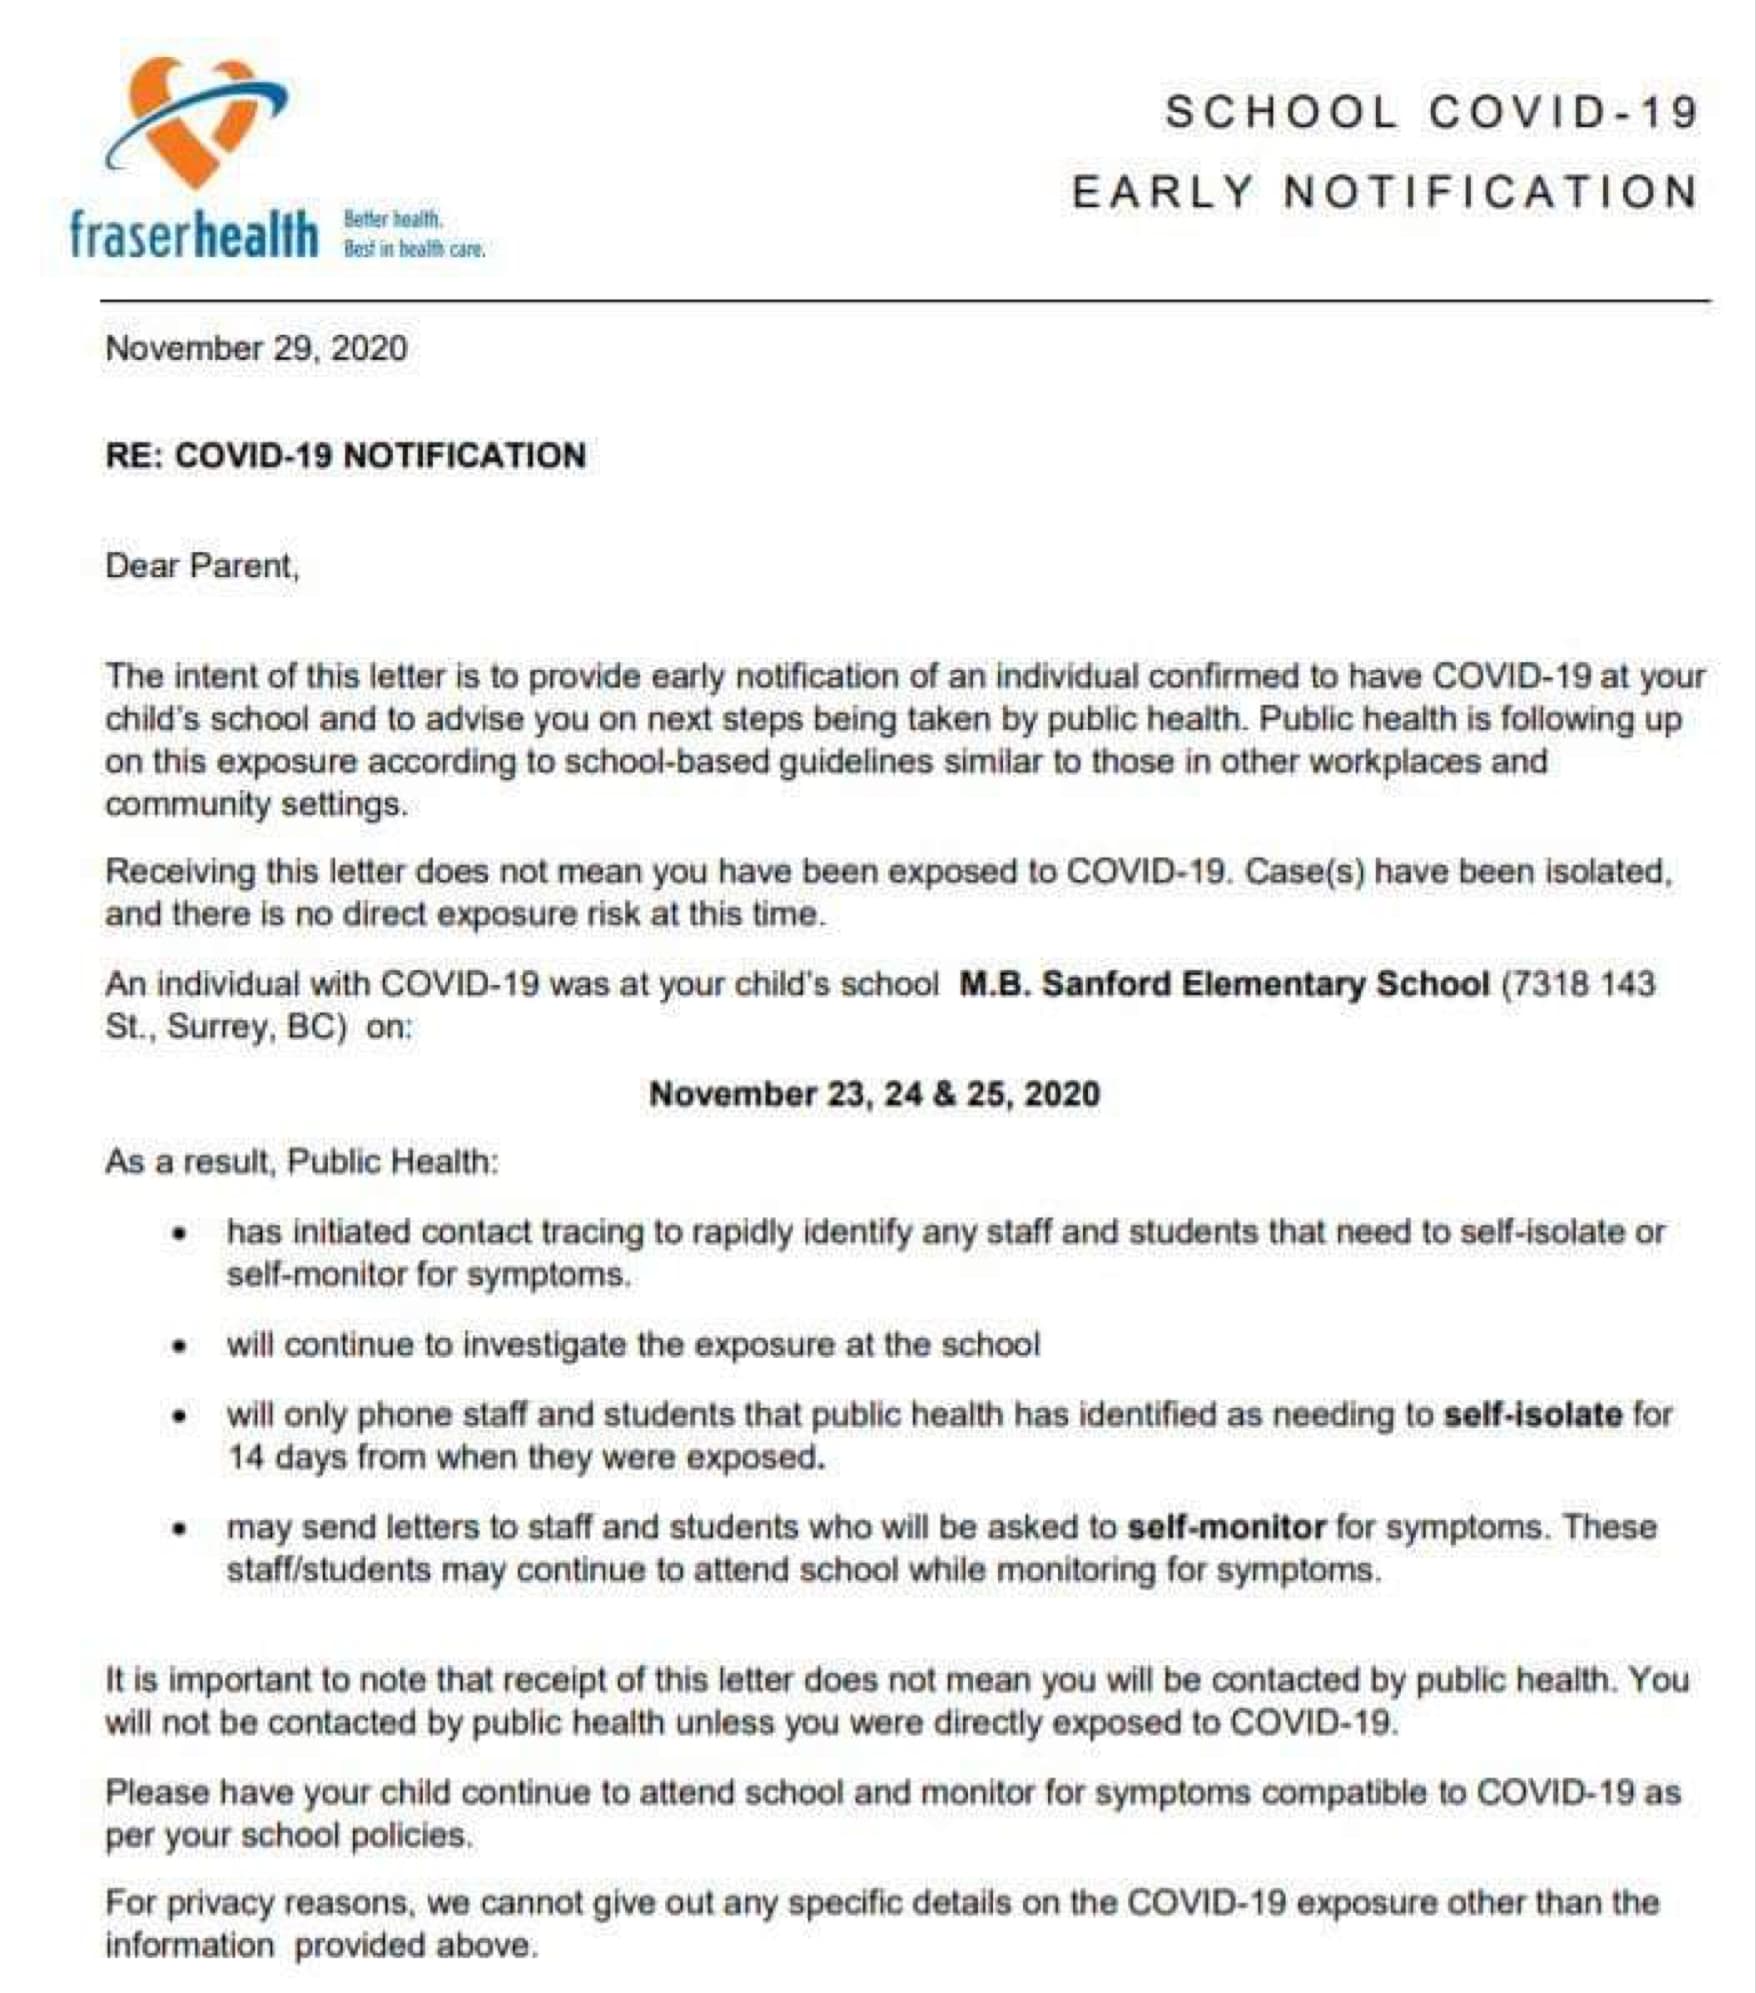 SCHOOL COVID-19
EARLY NOTIFICATION
fraserhealth
Better health.
Best in health care.
November 29, 2020
RE: COVID-19 NOTIFICATION
Dear Parent,
The intent of this letter is to provide early notification of an individual confirmed to have COVID-19 at your
child's school and to advise you on next steps being taken by public health. Public health is following up
on this exposure according to school-based guidelines similar to those in other workplaces and
community settings.
Receiving this letter does not mean you have been exposed to COVID-19. Case(s) have been isolated,
and there is no direct exposure risk at this time.
An individual with COVID-19 was at your child's school M.B. Sanford Elementary School (7318 143
St., Surrey, BC) on:
November 23, 24 & 25, 2020
As a result, Public Health:
• has initiated contact tracing to rapidly identify any staff and students that need to self-isolate or
self-monitor for symptoms.
• will continue to investigate the exposure at the school
• will only phone staff and students that public health has identified as needing to self-isolate for
14 days from when they were exposed.
• may send letters to staff and students who will be asked to self-monitor for symptoms. These
staff/students may continue to attend school while monitoring for symptoms.
It is important to note that receipt of this letter does not mean you will be contacted by public health. You
will not be contacted by public health unless you were directly exposed to COVID-19.
Please have your child continue to attend school and monitor for symptoms compatible to COVID-19 as
per your school policies.
For privacy reasons, we cannot give out any specific details on the COVID-19 exposure other than the
information provided above.